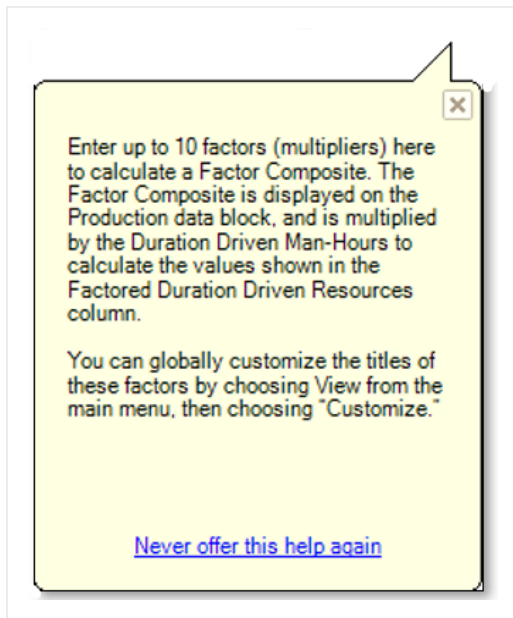 Enter up to 10 factors (multipliers) here
to calculate a Factor Composite. The
Factor Composite is displayed on the
Production data block, and is multiplied
by the Duration Driven Man-Hours to
calculate the values shown in the
Factored Duration Driven Resources
column.
You can globally customize the titles of
these factors by choosing View from the
main menu, then choosing "Customize."
Never offer this help again